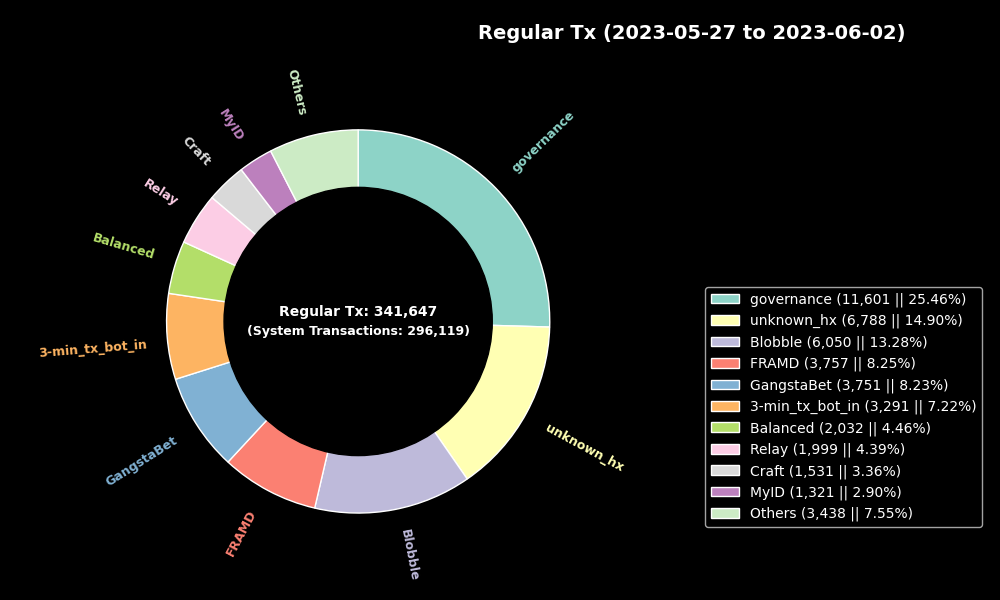 Regular Tx (2023-05-27 to 2023-06-02)
Others
governance
MyID
Craft
Relay
Balanced
3-min_tx_bot_in
GangstaBet
FRAMD
Blobble
unknown_hx
Regular Tx: 341,647
(System Transactions: 296,119)
governance (11,601 || 25.46%)
unknown_hx (6,788 || 14.90%)
Blobble (6,050 || 13.28%)
FRAMD (3,757 || 8.25%)
GangstaBet (3,751 || 8.23%)
3-min_tx_bot_in (3,291 || 7.22%)
Balanced (2,032 || 4.46%)
Relay (1,999 || 4.39%)
Craft (1,531 || 3.36%)
MyID (1,321 || 2.90%)
Others (3,438 || 7.55%)